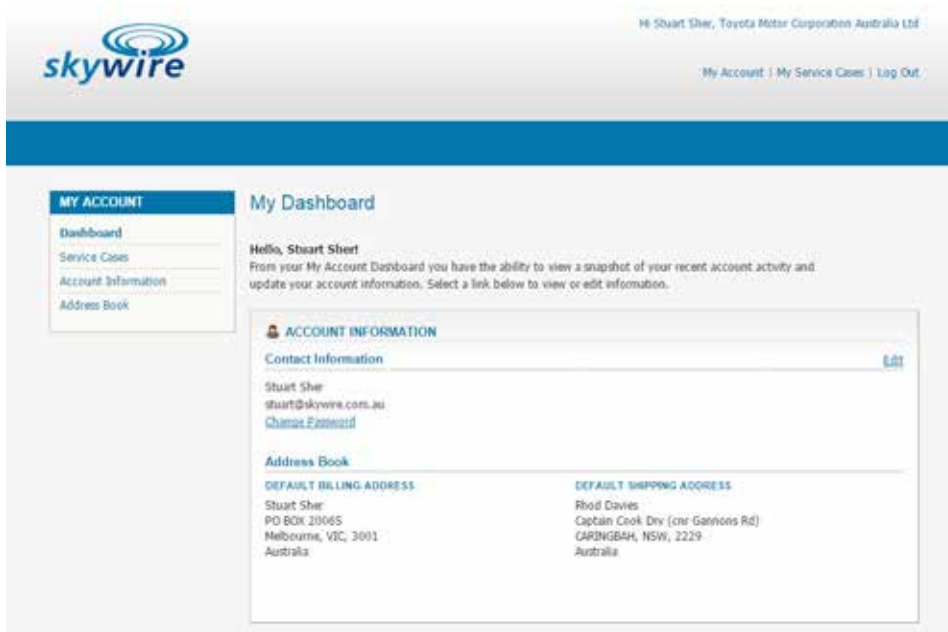 Hi Stuart Sher, Toyota Motor Corporation Australia Ltd
skywire
My Account | My Service Cases | Log Out
MY ACCOUNT
Dashboard
Service Cases
Account Information
Address Book
My Dashboard
Hello, Stuart Sher!
From your My Account Dashboard you have the ability to view a snapshot of your recent account activity and
update your account information. Select a link below to view or edit information.
ACCOUNT INFORMATION
Contact Information
Edit
Stuart Sher
stuart@skywire.com.au
Change Password
Address Book
DEFAULT BILLING ADDRESS
Stuart Sher
PO BOX 20065
Melbourne, VIC, 3001
Australia
DEFAULT SHIPPING ADDRESS
Rhod Davies
Captain Cook Drv (cnr Gannons Rd)
CARINGBAH, NSW, 2229
Australia